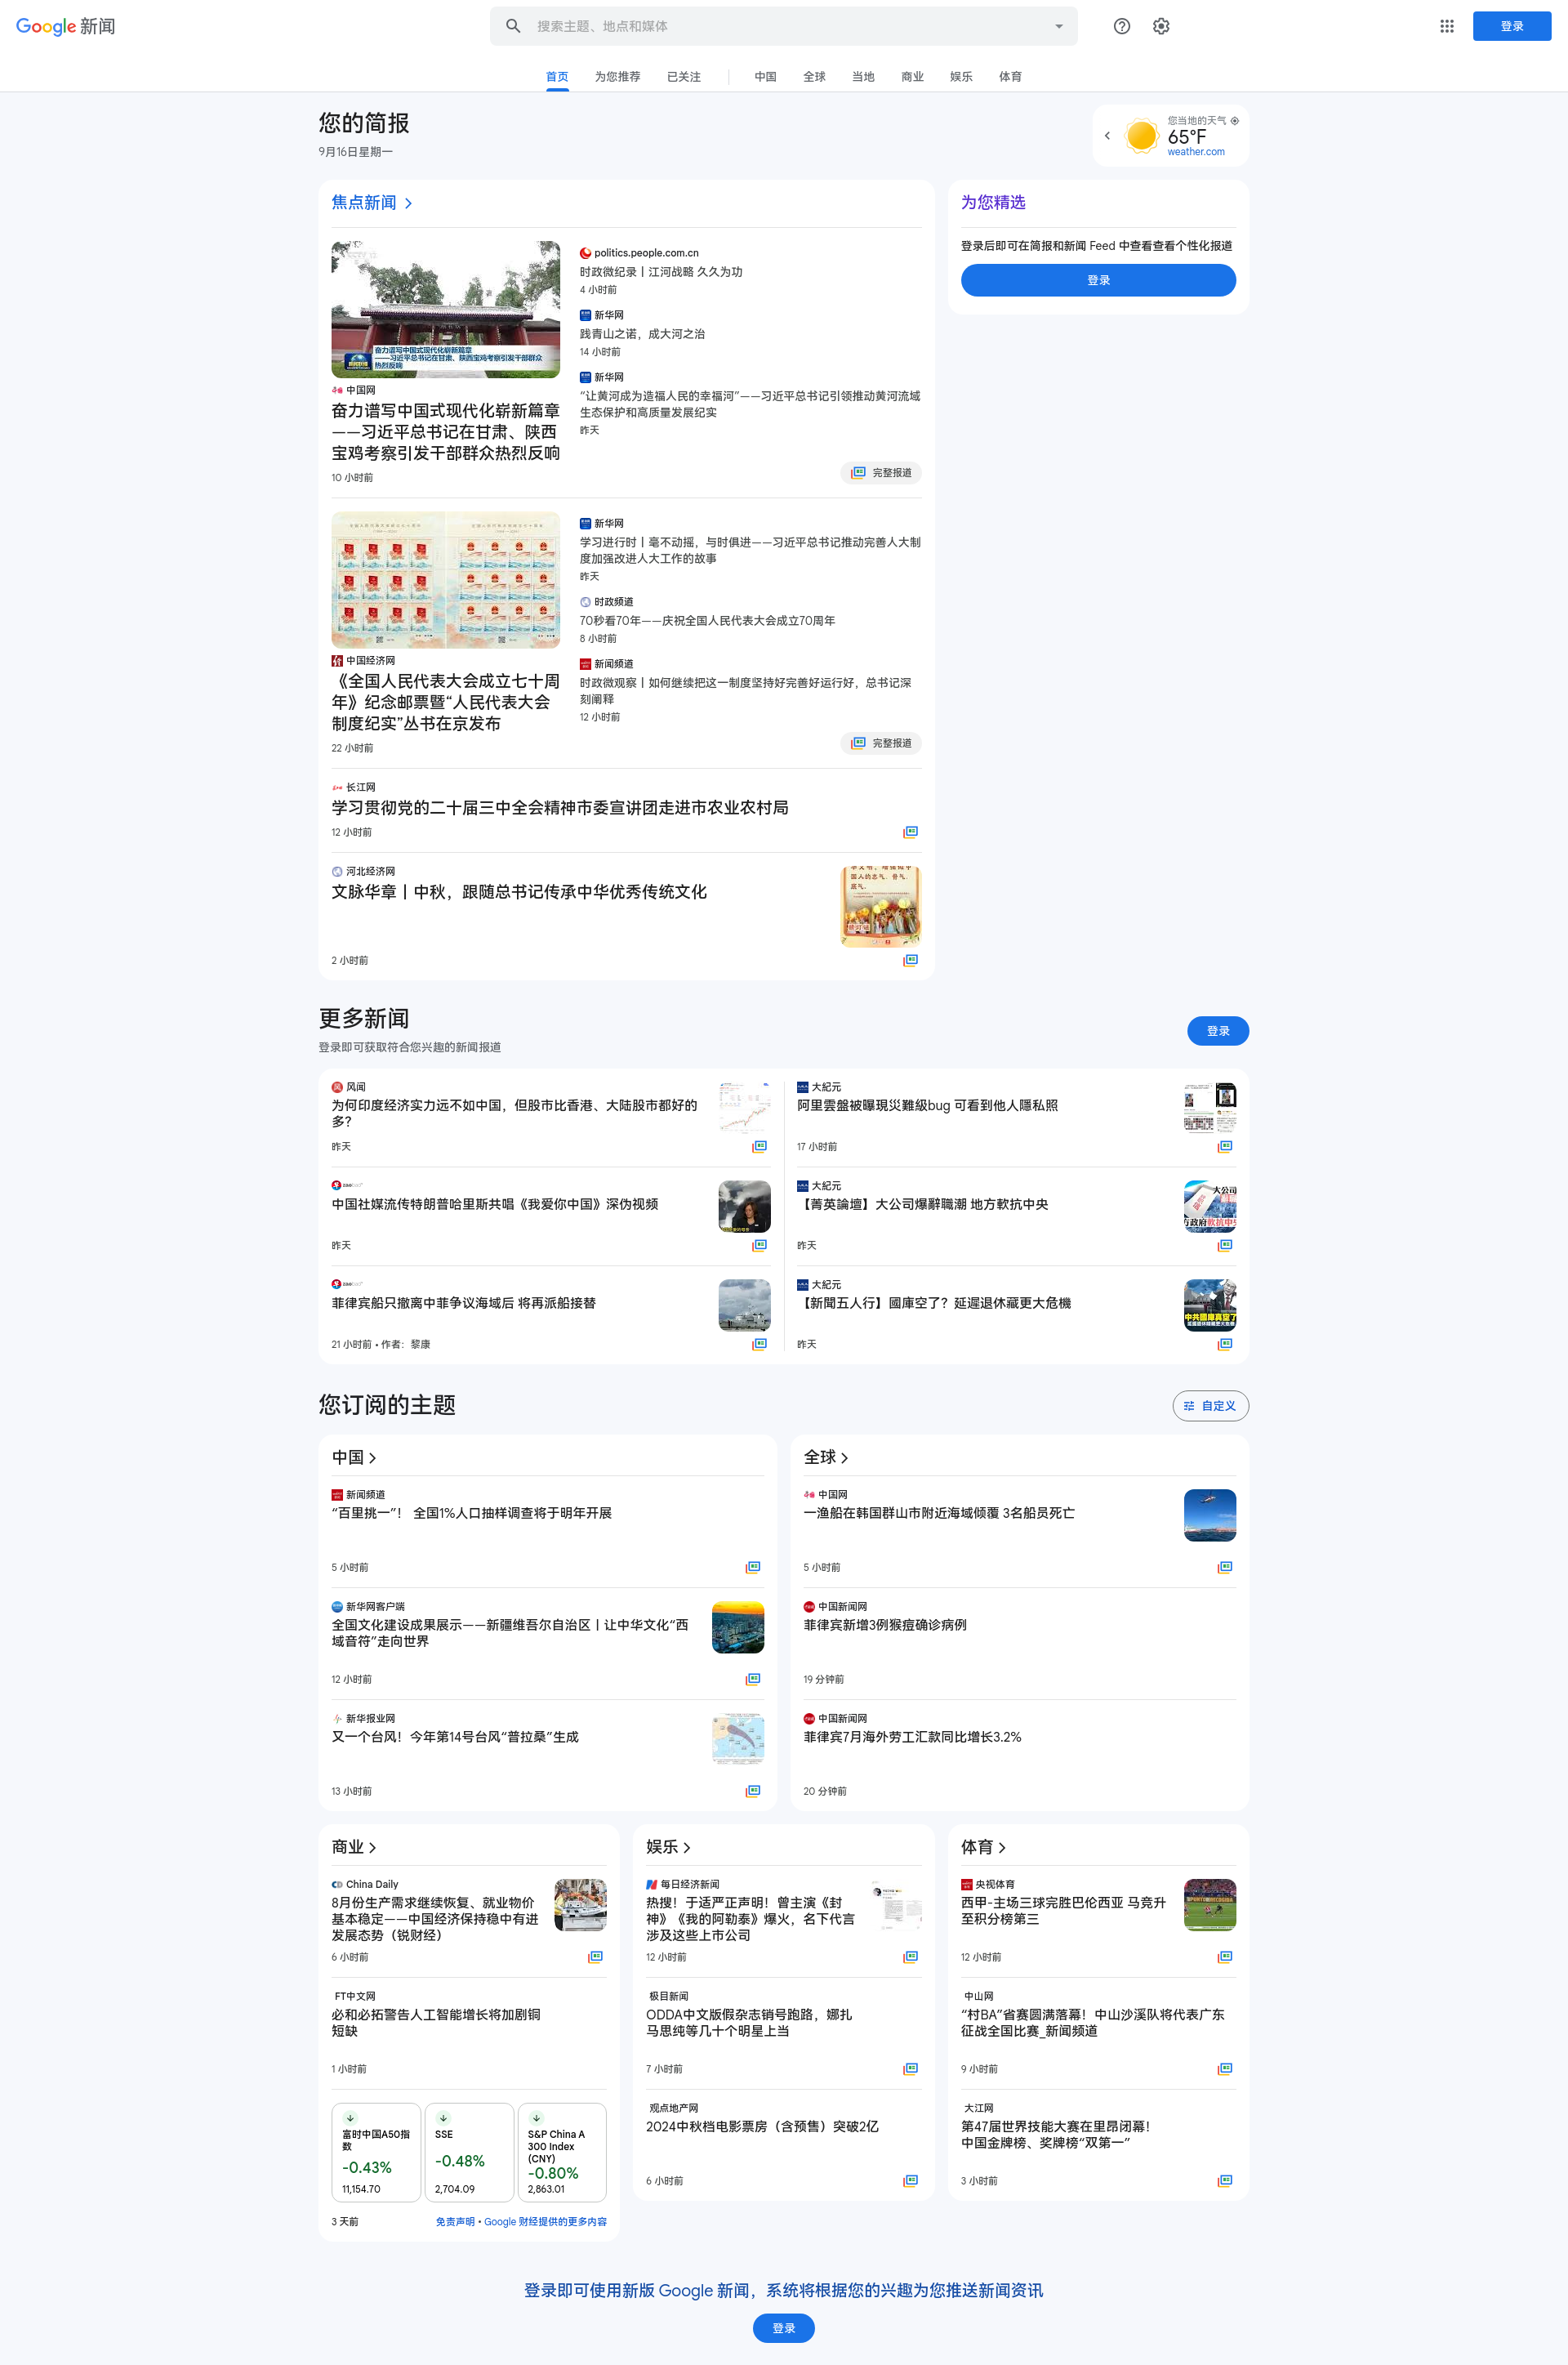 Google 新闻
搜索主题、地点和媒体
登录
首页
为您推荐
已关注
中国
全球
当地
商业
娱乐
体育
您的简报
9月16日星期一
您当地的天气
65°F
weather.com
焦点新闻
奋力谱写中国式现代化崭新篇章
——习近平总书记在甘肃、陕西宝鸡考察引发干部群众
热烈反响
中国网
奋力谱写中国式现代化崭新篇章
——习近平总书记在甘肃、陕西
宝鸡考察引发干部群众热烈反响
10 小时前
politics.people.com.cn
时政微纪录丨江河战略 久久为功
4 小时前
新华网
践青山之诺，成大河之治
14 小时前
新华网
“让黄河成为造福人民的幸福河”——习近平总书记引领推动黄河流域
生态保护和高质量发展纪实
昨天
完整报道
中国经济网
《全国人民代表大会成立七十周
年》纪念邮票暨“人民代表大会
制度纪实”丛书在京发布
22 小时前
新华网
学习进行时丨毫不动摇，与时俱进——习近平总书记推动完善人大制
度加强改进人大工作的故事
昨天
时政频道
70秒看70年——庆祝全国人民代表大会成立70周年
8 小时前
新闻频道
时政微观察丨如何继续把这一制度坚持好完善好运行好，总书记深
刻阐释
12 小时前
完整报道
长江网
学习贯彻党的二十届三中全会精神市委宣讲团走进市农业农村局
12 小时前
河北经济网
文脉华章丨中秋，跟随总书记传承中华优秀传统文化
2 小时前
为您精选
登录后即可在简报和新闻 Feed 中查看查看个性化报道
登录
更多新闻
登录即可获取符合您兴趣的新闻报道
登录
风闻
为何印度经济实力远不如中国，但股市比香港、大陆股市都好的
多？
昨天
中国社媒流传特朗普哈里斯共唱《我爱你中国》深伪视频
昨天
菲律宾船只撤离中菲争议海域后 将再派船接替
21 小时前 • 作者：黎康
大紀元
阿里雲盤被曝現災難級bug 可看到他人隱私照
17 小时前
大紀元
【菁英論壇】大公司爆辭職潮 地方軟抗中央
昨天
大紀元
【新聞五人行】國庫空了？延遲退休藏更大危機
昨天
您订阅的主题
自定义
中国
新闻频道
“百里挑一”！ 全国1%人口抽样调查将于明年开展
5 小时前
新华网客户端
全国文化建设成果展示——新疆维吾尔自治区丨让中华文化“西
域音符”走向世界
12 小时前
新华报业网
又一个台风！今年第14号台风“普拉桑”生成
13 小时前
全球
中国网
一渔船在韩国群山市附近海域倾覆 3名船员死亡
5 小时前
中国新闻网
菲律宾新增3例猴痘确诊病例
19 分钟前
中国新闻网
菲律宾7月海外劳工汇款同比增长3.2%
20 分钟前
商业
China Daily
8月份生产需求继续恢复、就业物价
基本稳定——中国经济保持稳中有进
发展态势（锐财经）
6 小时前
FT中文网
必和必拓警告人工智能增长将加剧铜
短缺
1 小时前
富时中国A50指
数
-0.43%
11,154.70
SSE
-0.48%
2,704.09
S&P China A
300 Index
(CNY)
-0.80%
2,863.01
3 天前
免责声明 • Google 财经提供的更多内容
娱乐
每日经济新闻
热搜！于适严正声明！曾主演《封
神》《我的阿勒泰》爆火，名下代言
涉及这些上市公司
12 小时前
极目新闻
ODDA中文版假杂志销号跑路，娜扎
马思纯等几十个明星上当
7 小时前
观点地产网
2024中秋档电影票房（含预售）突破2亿
6 小时前
体育
央视体育
西甲-主场三球完胜巴伦西亚 马竞升
至积分榜第三
12 小时前
中山网
“村BA”省赛圆满落幕！中山沙溪队将代表广东
征战全国比赛_新闻频道
9 小时前
大江网
第47届世界技能大赛在里昂闭幕！
中国金牌榜、奖牌榜“双第一”
3 小时前
登录即可使用新版 Google 新闻，系统将根据您的兴趣为您推送新闻资讯
登录